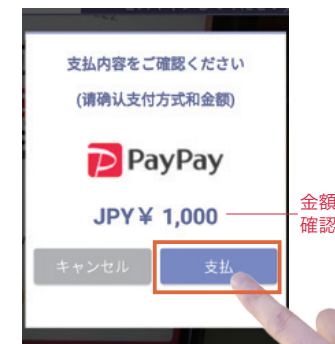 支払内容をご確認ください
(请确认支付方式和金额)
PayPay
JPY¥ 1,000
金額
確認
キャンセル
支払